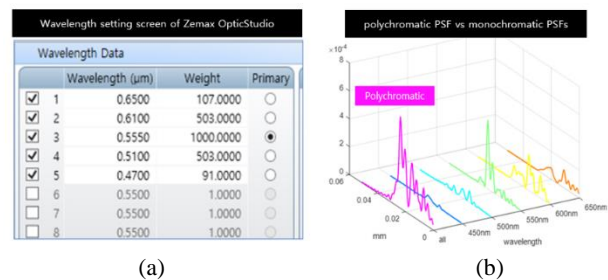 Wavelength setting screen of Zemax OpticStudio
Wavelength Data
Wavelength (µm) Weight Primary
1 0.6500 107.0000
2 0.6100 503.0000
3 0.5550 1000.0000
4 0.5100 503.0000
5 0.4700 91.0000
6 0.5500 1.0000
7 0.5500 1.0000
8 0.5500 1.0000
(a)
polychromatic PSF vs monochromatic PSFs
×10⁻⁴
8
6
4
2
0
Polychromatic
0.06
0.04
0.02
0
mm
all
450nm
500nm
550nm
600nm
650nm
wavelength
(b)